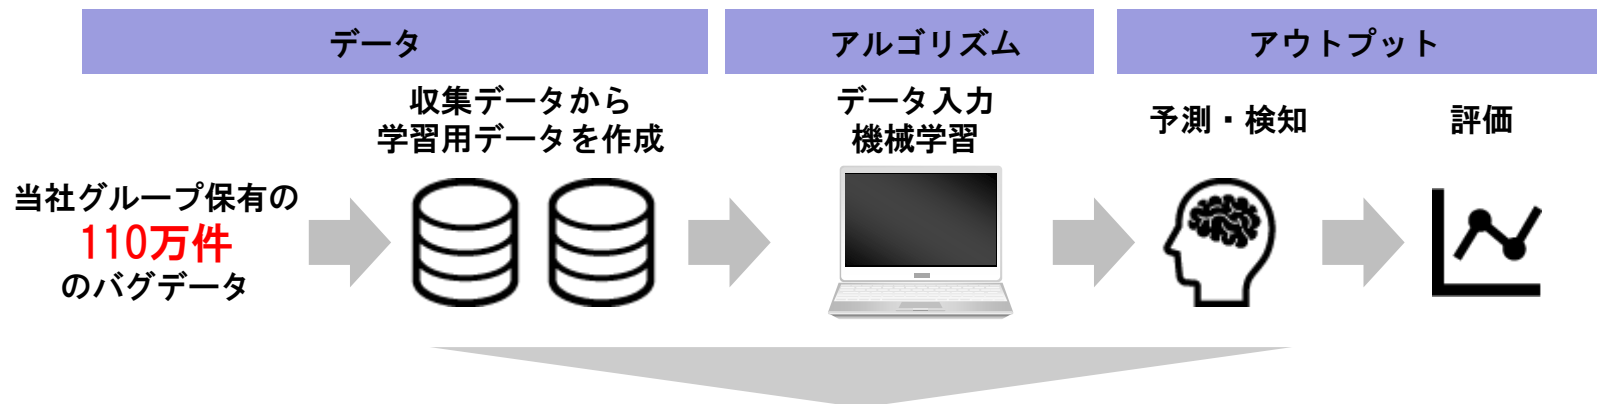 データ
アルゴリズム
アウトプット
当社グループ保有の
110万件
のバグデータ
収集データから
学習用データを作成
データ入力
機械学習
予測・検知
評価